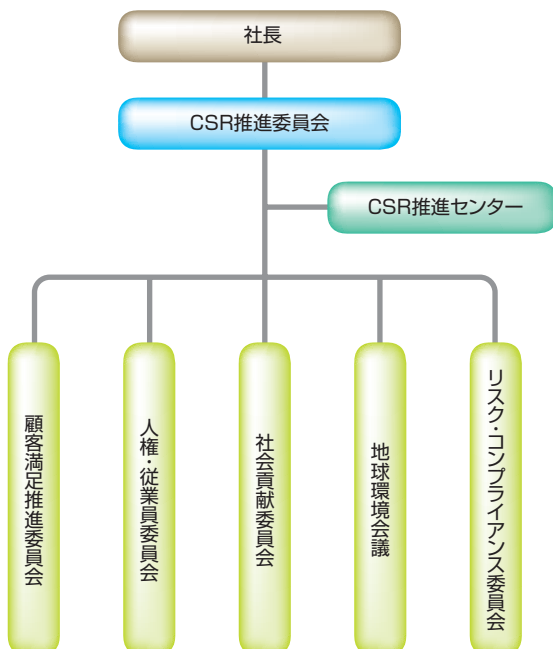 社長
CSR推進委員会
CSR推進センター
顧客満足推進委員会
人権・従業員委員会
社会貢献委員会
地球環境会議
リスク・コンプライアンス委員会